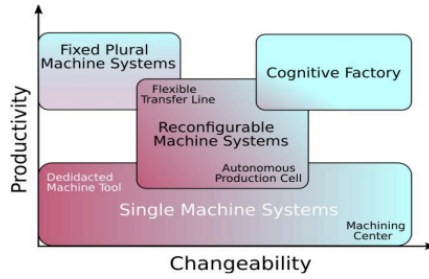 Fixed Plural
Machine Systems
Cognitive Factory
Flexible
Transfer Line
Reconfigurable
Machine Systems
Autonomous
Production Cell
Dedidacted
Machine Tool
Single Machine Systems
Machining
Center
Productivity
Changeability